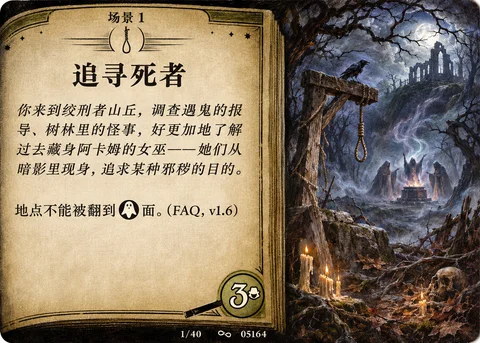 场景 1
追寻死者
你来到绞刑者山丘，调查遇鬼的报
导、树林里的怪事，好更加地了解
过去藏身阿卡姆的女巫——她们从
暗影里现身，追求某种邪秽的目的。
地点不能被翻到面。(FAQ, v1.6)
3
1/40 05164